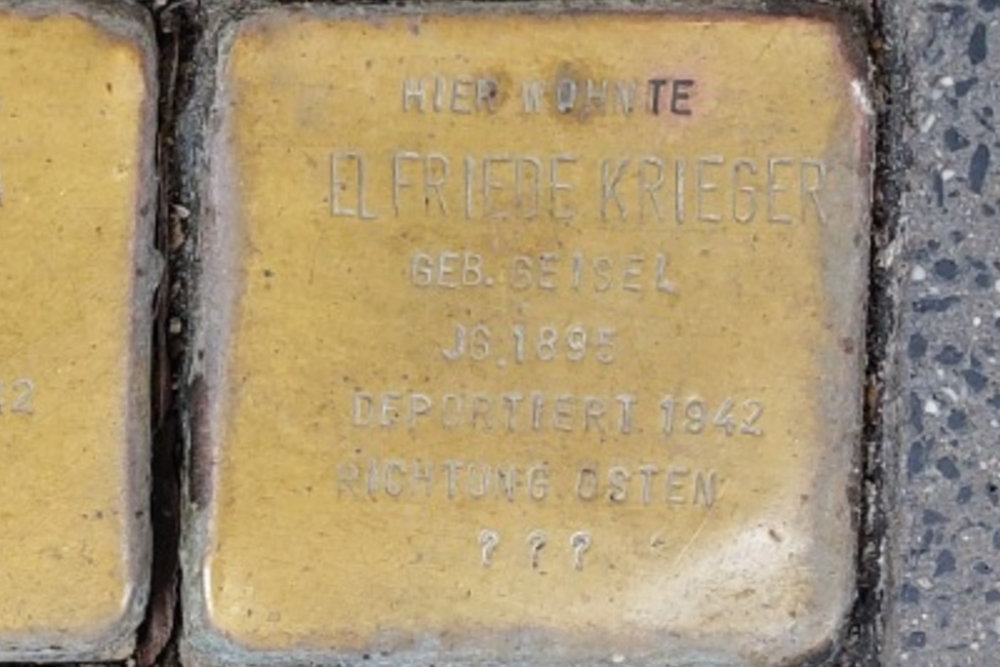 HIER WOHNTE
ELFRIEDE KRIEGER
GEB. GEISEL
JG. 1895
DEPORTIERT 1942
RICHTUNG OSTEN
? ? ?